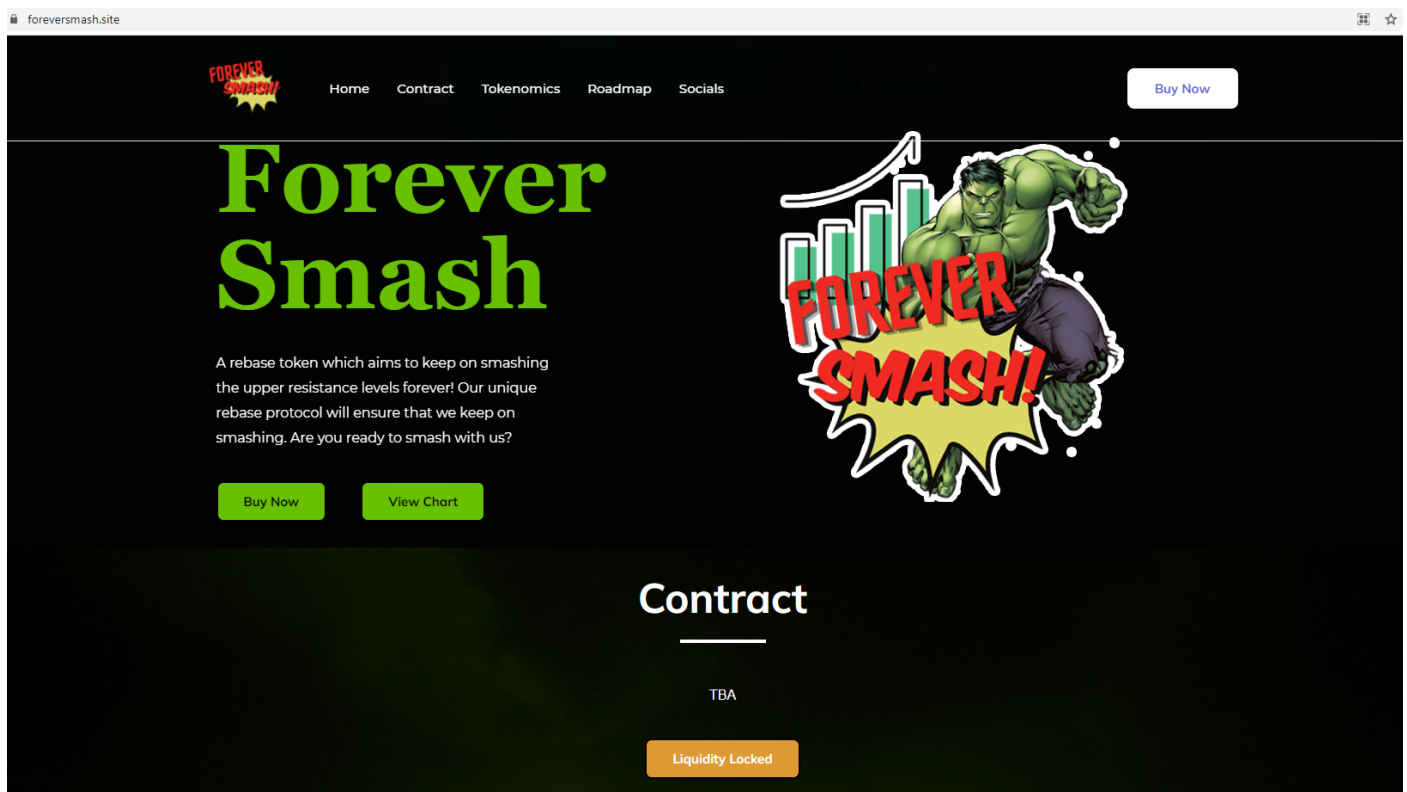 foreversmash.site
FOREVER
SMASH!
Home Contract Tokenomics Roadmap Socials Buy Now
Forever
Smash
A rebase token which aims to keep on smashing
the upper resistance levels forever! Our unique
rebase protocol will ensure that we keep on
smashing. Are you ready to smash with us?
Buy Now View Chart
FOREVER
SMASH!
Contract
TBA
Liquidity Locked